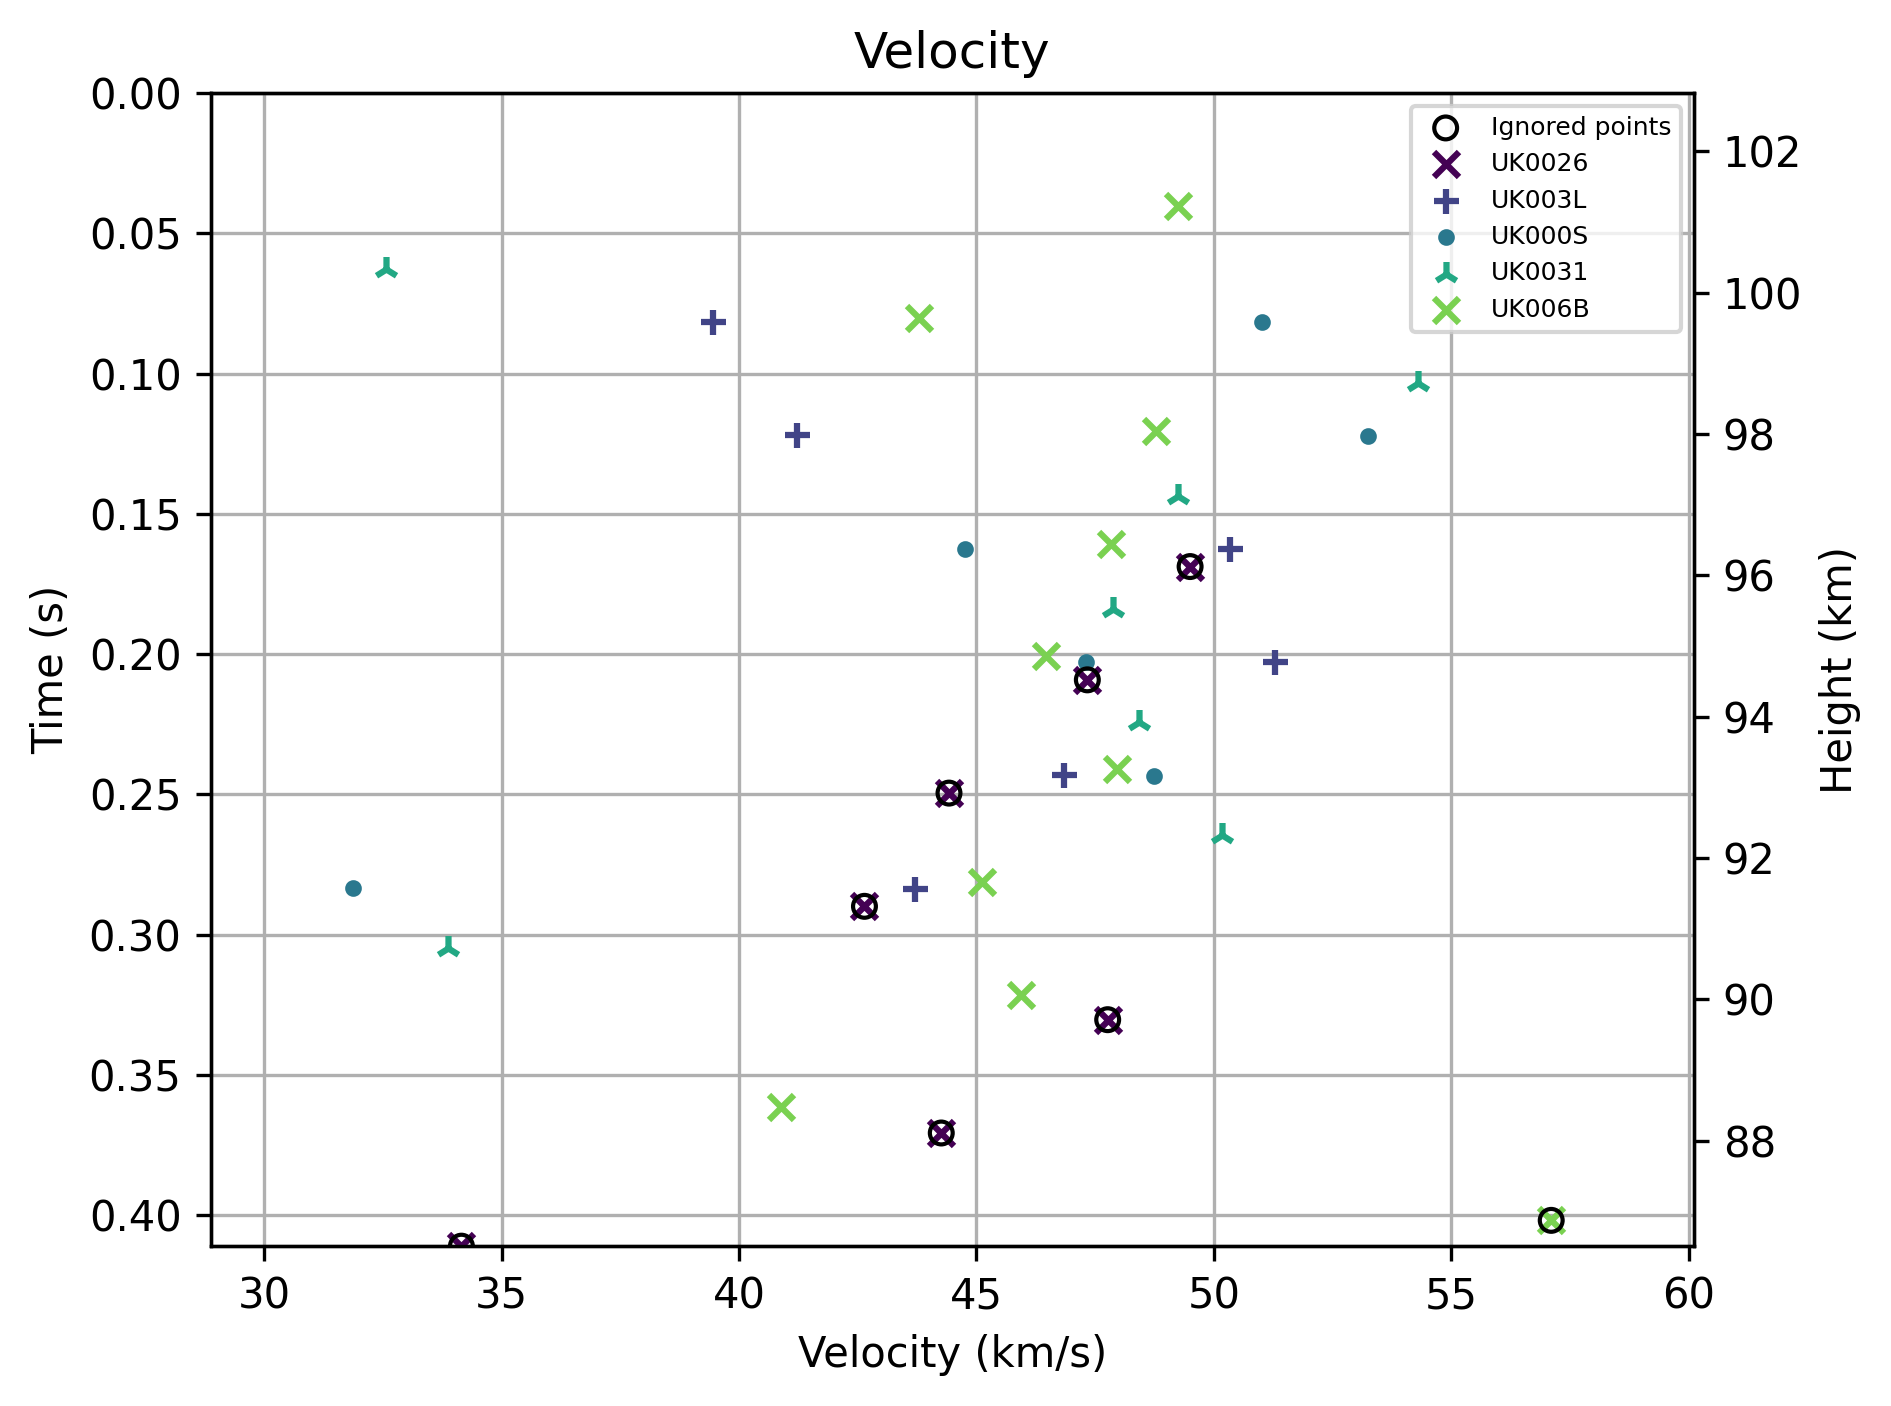 Velocity
Ignored points
UK0026
UK003L
UK000S
UK0031
UK006B
Time (s)
0.00
0.05
0.10
0.15
0.20
0.25
0.30
0.35
0.40
102
100
98
96
94
92
90
88
Height (km)
30 35 40 45 50 55 60
Velocity (km/s)